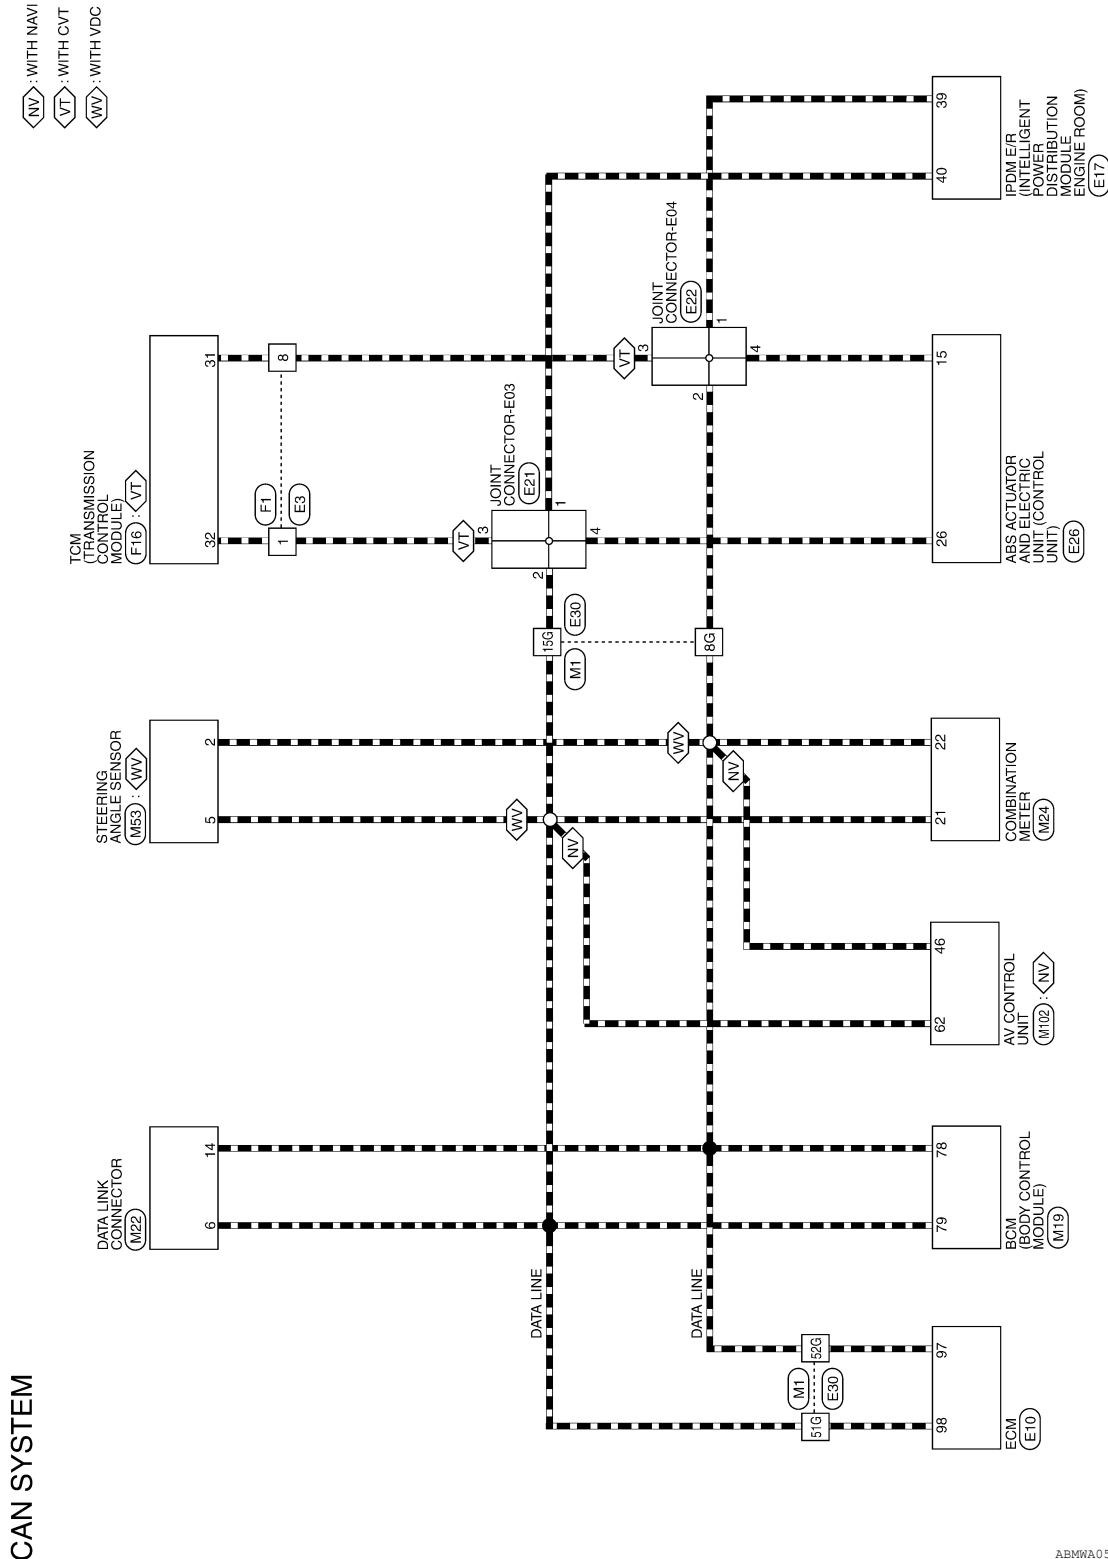 CAN SYSTEM
NV : WITH NAVI
VT : WITH CVT
WV : WITH VDC
DATA LINK
CONNECTOR
M22
6
14
STEERING
ANGLE SENSOR
M53 : WV
5
2
TCM
(TRANSMISSION
CONTROL
MODULE)
F16 : VT
32
31
1
F1
E3
8
VT
3
JOINT
CONNECTOR-E03
E21
2
1
4
WV
NV
15G
E30
M1
DATA LINE
VT
3
JOINT
CONNECTOR-E04
E22
2
1
4
WV
NV
8G
DATA LINE
51G
M1
E30
52G
98
97
ECM
E10
79
78
BCM
(BODY CONTROL
MODULE)
M19
62
46
AV CONTROL
UNIT
M102 : NV
21
22
COMBINATION
METER
M24
26
15
ABS ACTUATOR
AND ELECTRIC
UNIT (CONTROL
UNIT)
E26
40
39
IPDM E/R
(INTELLIGENT
POWER
DISTRIBUTION
MODULE
ENGINE ROOM)
E17